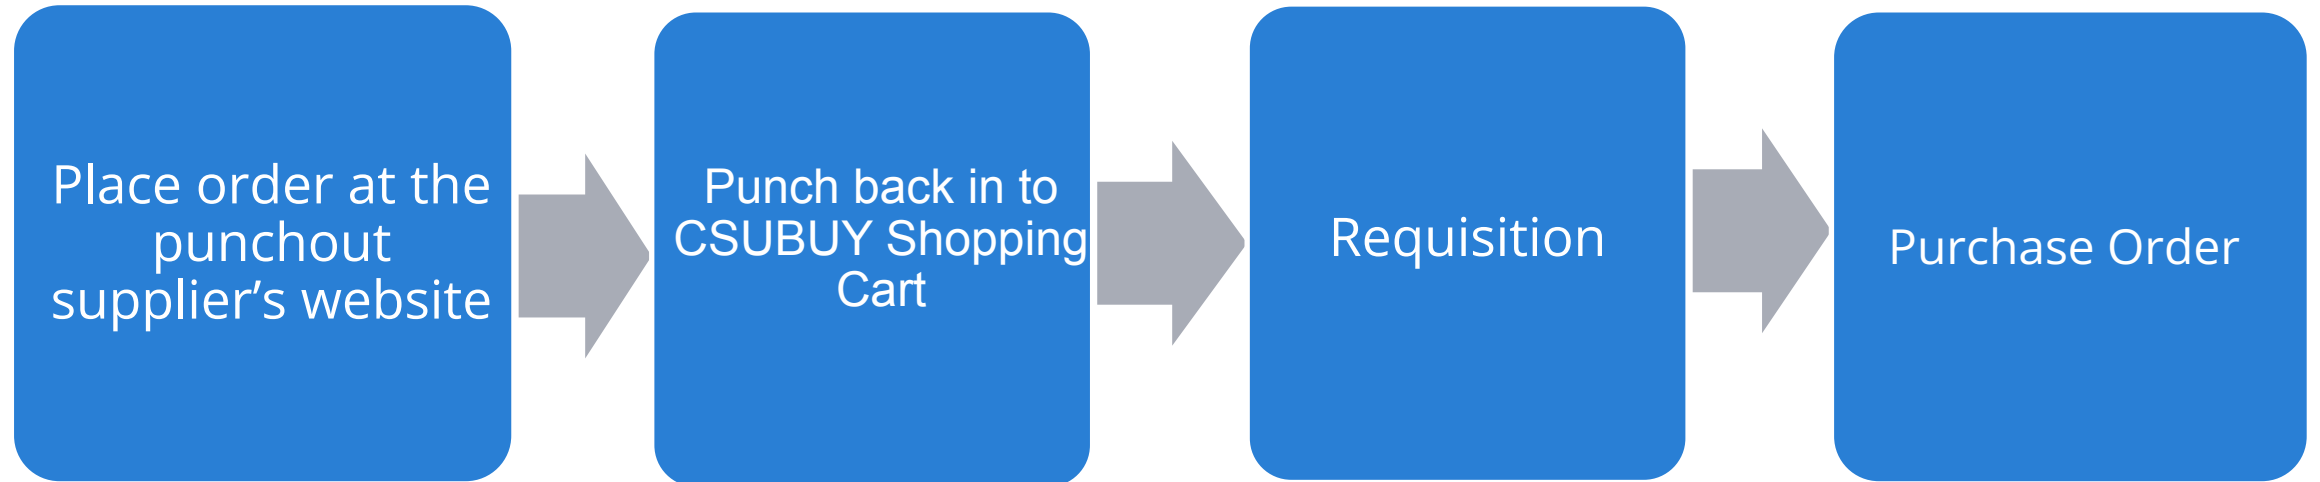 Place order at the
punchout
supplier’s website
Punch back in to
CSUBUY Shopping
Cart
Requisition
Purchase Order